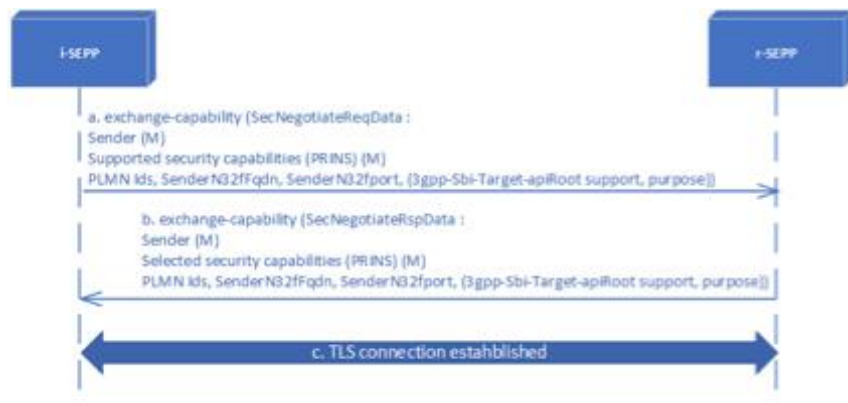 i-SEPP
r-SEPP
a. exchange-capability (SecNegotiateReqData :
Sender (M)
Supported security capabilities (PRINS) (M)
PLMN Ids, SenderN32fFqdn, SenderN32fport, (3gpp-Sbi-Target-apiRoot support, purpose))
b. exchange-capability (SecNegotiateRspData :
Sender (M)
Selected security capabilities (PRINS) (M)
PLMN Ids, SenderN32fFqdn, SenderN32fport, (3gpp-Sbi-Target-apiRoot support, purpose))
c. TLS connection estahblished